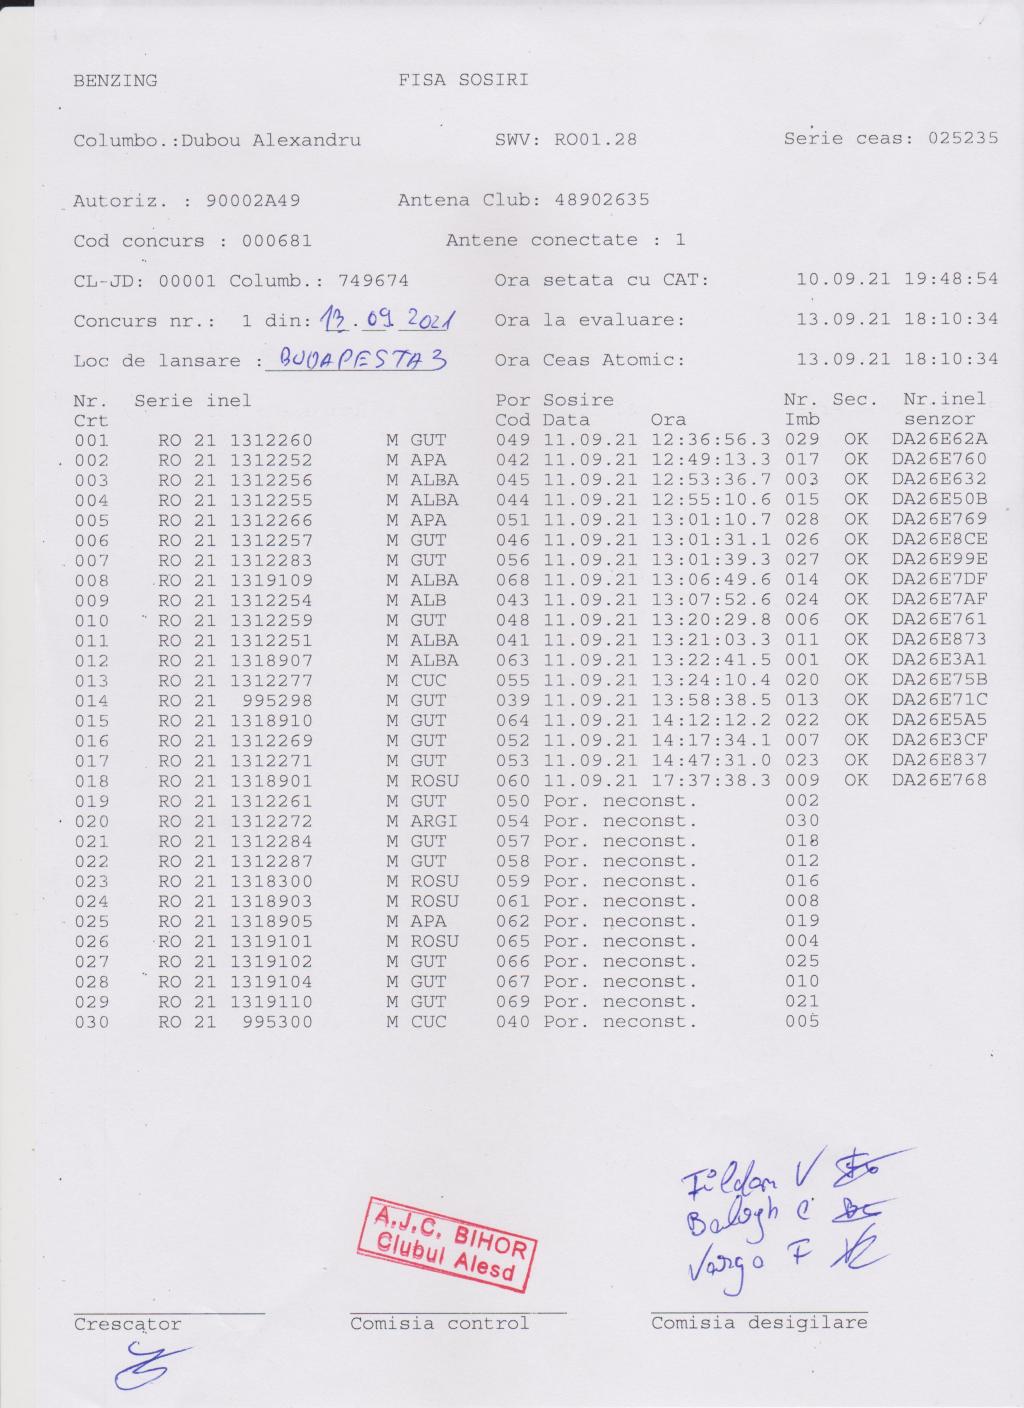 BENZING FISA SOSIRI
Columbo.:Dubou Alexandru SWV: RO01.28 Serie ceas: 025235
Autoriz. : 90002A49 Antena Club: 48902635
Cod concurs : 000681 Antene conectate : 1
CL-JD: 00001 Columb.: 749674 Ora setata cu CAT: 10.09.21 19:48:54
Concurs nr.: 1 din: 13.09 2021 Ora la evaluare: 13.09.21 18:10:34
Loc de lansare : BUDAPESTA 3 Ora Ceas Atomic: 13.09.21 18:10:34
Nr. Serie inel Por Sosire Nr. Sec. Nr.inel
Crt Cod Data Ora Imb senzor
001 RO 21 1312260 M GUT 049 11.09.21 12:36:56.3 029 OK DA26E62A
002 RO 21 1312252 M APA 042 11.09.21 12:49:13.3 017 OK DA26E760
003 RO 21 1312256 M ALBA 045 11.09.21 12:53:36.7 003 OK DA26E632
004 RO 21 1312255 M ALBA 044 11.09.21 12:55:10.6 015 OK DA26E50B
005 RO 21 1312266 M APA 051 11.09.21 13:01:10.7 028 OK DA26E769
006 RO 21 1312257 M GUT 046 11.09.21 13:01:31.1 026 OK DA26E8CE
007 RO 21 1312283 M GUT 056 11.09.21 13:01:39.3 027 OK DA26E99E
008 RO 21 1319109 M ALBA 068 11.09.21 13:06:49.6 014 OK DA26E7DF
009 RO 21 1312254 M ALB 043 11.09.21 13:07:52.6 024 OK DA26E7AF
010 RO 21 1312259 M GUT 048 11.09.21 13:20:29.8 006 OK DA26E761
011 RO 21 1312251 M ALBA 041 11.09.21 13:21:03.3 011 OK DA26E873
012 RO 21 1318907 M ALBA 063 11.09.21 13:22:41.5 001 OK DA26E3A1
013 RO 21 1312277 M CUC 055 11.09.21 13:24:10.4 020 OK DA26E75B
014 RO 21 995298 M GUT 039 11.09.21 13:58:38.5 013 OK DA26E71C
015 RO 21 1318910 M GUT 064 11.09.21 14:12:12.2 022 OK DA26E5A5
016 RO 21 1312269 M GUT 052 11.09.21 14:17:34.1 007 OK DA26E3CF
017 RO 21 1312271 M GUT 053 11.09.21 14:47:31.0 023 OK DA26E837
018 RO 21 1318901 M ROSU 060 11.09.21 17:37:38.3 009 OK DA26E768
019 RO 21 1312261 M GUT 050 Por. neconst. 002
020 RO 21 1312272 M ARGI 054 Por. neconst. 030
021 RO 21 1312284 M GUT 057 Por. neconst. 018
022 RO 21 1312287 M GUT 058 Por. neconst. 012
023 RO 21 1318300 M ROSU 059 Por. neconst. 016
024 RO 21 1318903 M ROSU 061 Por. neconst. 008
025 RO 21 1318905 M APA 062 Por. neconst. 019
026 RO 21 1319101 M ROSU 065 Por. neconst. 004
027 RO 21 1319102 M GUT 066 Por. neconst. 025
028 RO 21 1319104 M GUT 067 Por. neconst. 010
029 RO 21 1319110 M GUT 069 Por. neconst. 021
030 RO 21 995300 M CUC 040 Por. neconst. 005
V
Balogh C
Varga F
A.J.C. BIHOR
Clubul Alesd
Crescator Comisia control Comisia desigilare